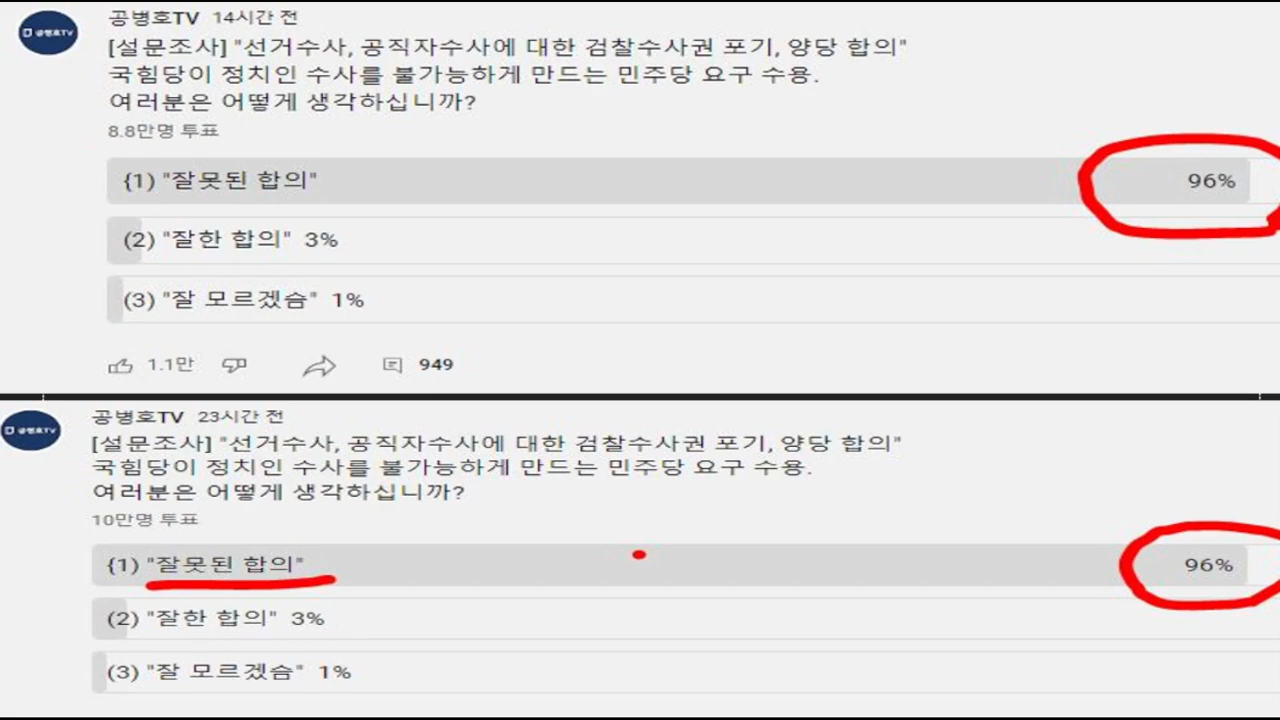 공병호TV
공병호TV 14시간 전
[설문조사] "선거수사, 공직자수사에 대한 검찰수사권 포기, 양당 합의"
국힘당이 정치인 수사를 불가능하게 만드는 민주당 요구 수용.
여러분은 어떻게 생각하십니까?
8.8만명 투표
{1) "잘못된 합의" 96%
(2) "잘한 합의" 3%
(3) "잘 모르겠슴" 1%
1.1만 949
공병호TV
공병호TV 23시간 전
[설문조사] "선거수사, 공직자수사에 대한 검찰수사권 포기, 양당 합의"
국힘당이 정치인 수사를 불가능하게 만드는 민주당 요구 수용.
여러분은 어떻게 생각하십니까?
10만명 투표
{1) "잘못된 합의" 96%
(2) "잘한 합의" 3%
(3) "잘 모르겠슴" 1%